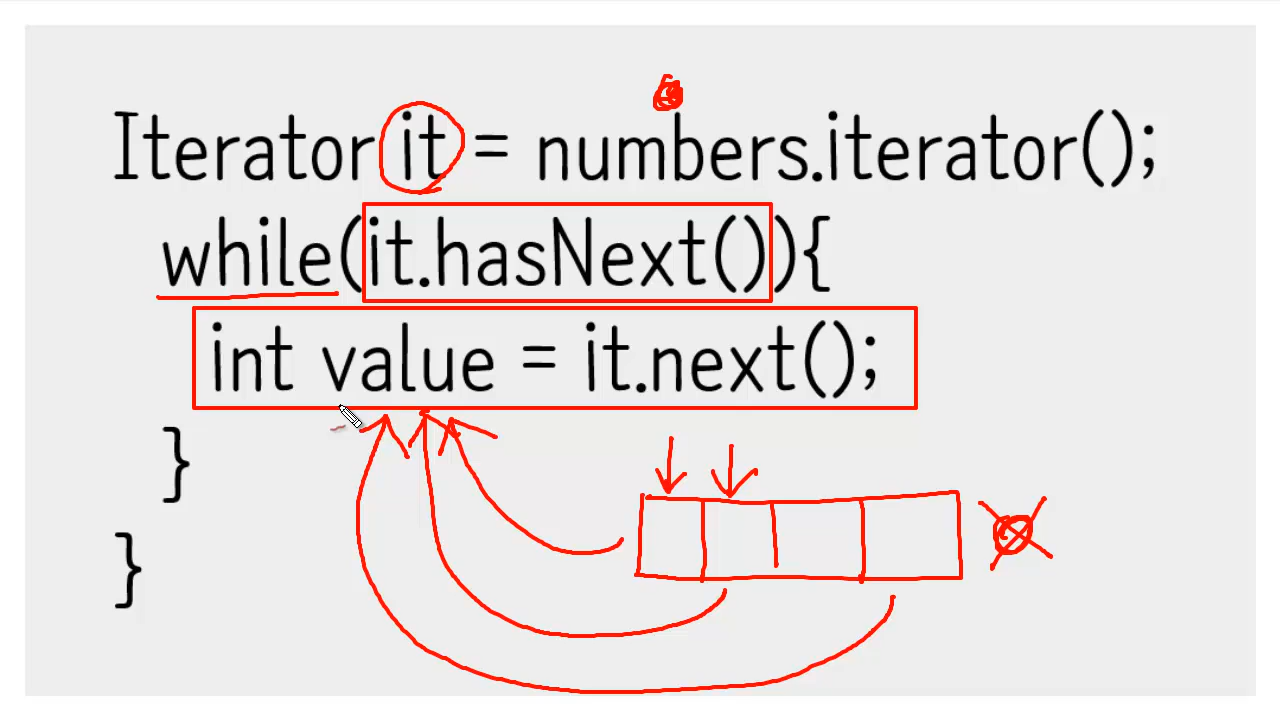 Iterator it = numbers.iterator();
while(it.hasNext()){
int value = it.next();
}
}